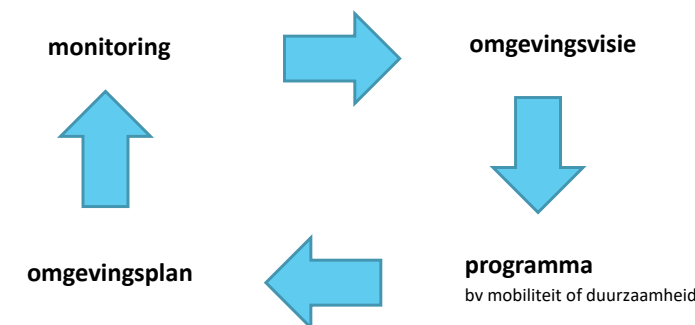 monitoring
omgevingsvisie
omgevingsplan
programma
bv mobiliteit of duurzaamheid